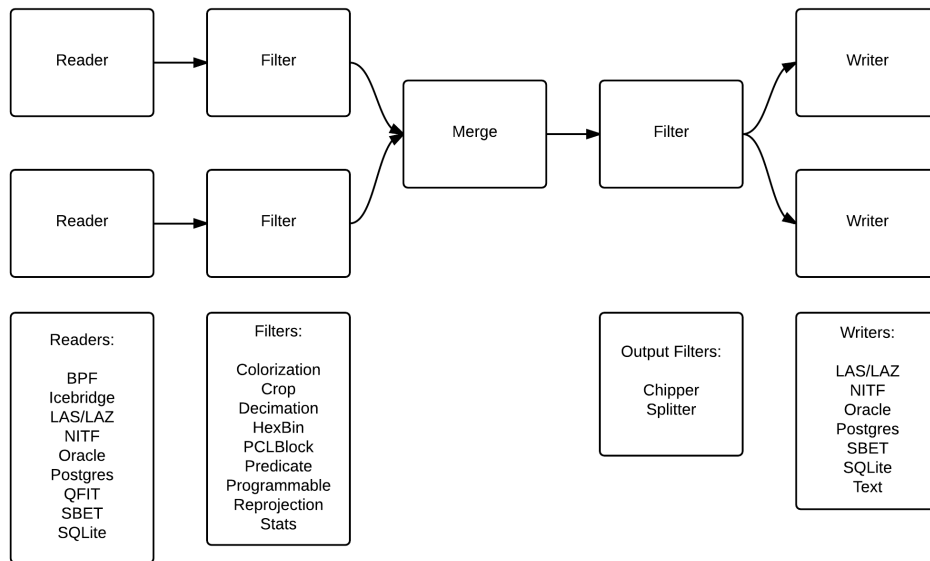 Reader
Filter
Writer
Merge
Filter
Reader
Filter
Writer
Readers:
BPF
Icebridge
LAS/LAZ
NITF
Oracle
Postgres
QFIT
SBET
SQLite
Filters:
Colorization
Crop
Decimation
HexBin
PCLBlock
Predicate
Programmable
Reprojection
Stats
Output Filters:
Chipper
Splitter
Writers:
LAS/LAZ
NITF
Oracle
Postgres
SBET
SQLite
Text